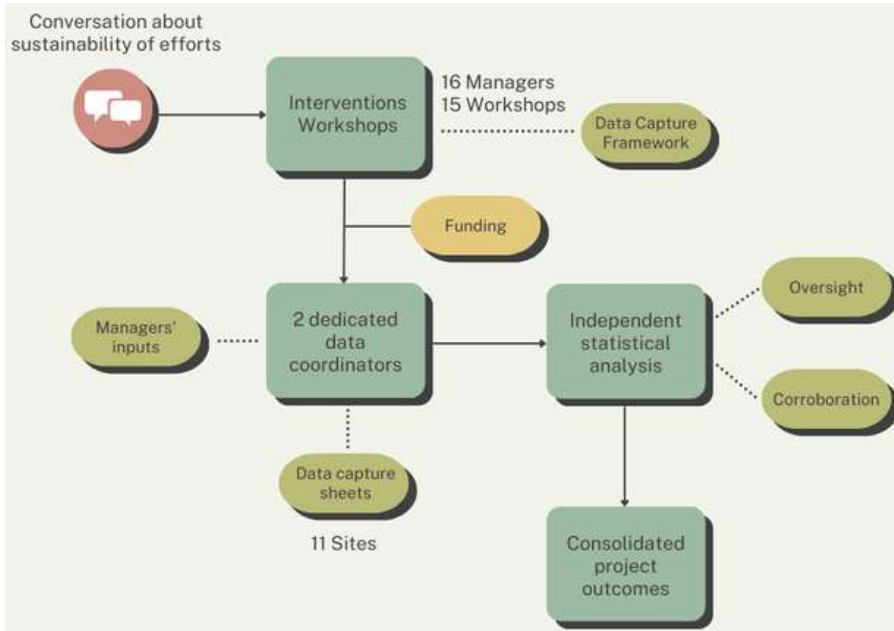 Conversation about
sustainability of efforts
Interventions
Workshops
16 Managers
15 Workshops
Data Capture
Framework
Funding
Managers'
inputs
2 dedicated
data
coordinators
Independent
statistical
analysis
Oversight
Corroboration
Data capture
sheets
11 Sites
Consolidated
project
outcomes